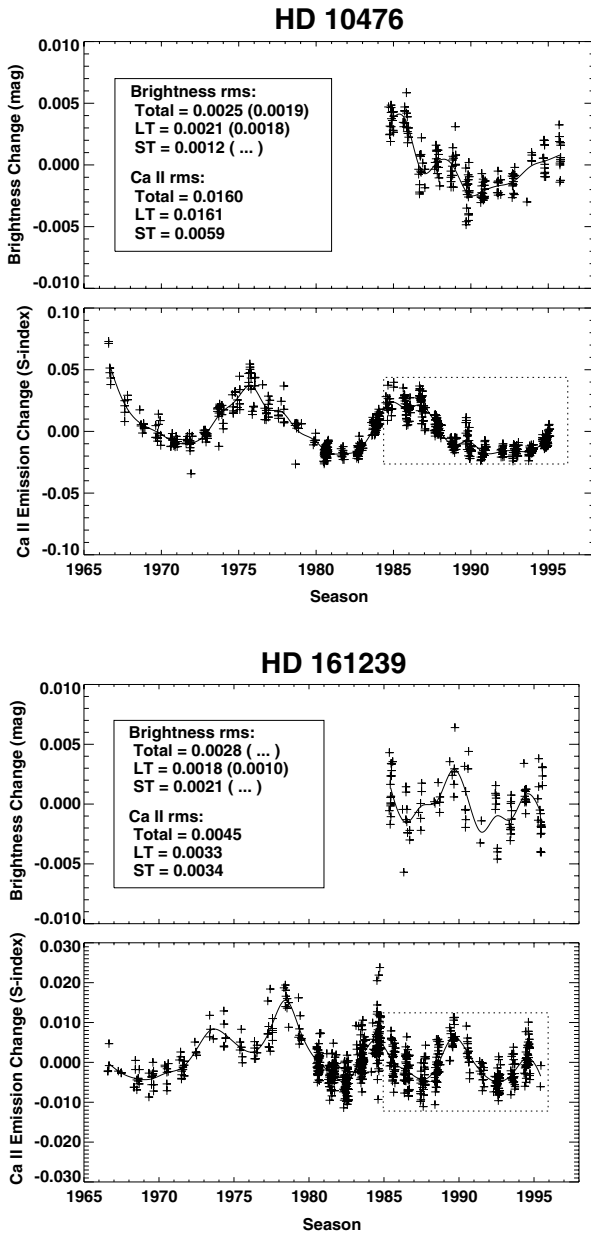 HD 10476
0.010
0.005
0.000
-0.005
-0.010
Brightness Change (mag)
Brightness rms:
Total = 0.0025 (0.0019)
LT = 0.0021 (0.0018)
ST = 0.0012 ( ... )
Ca II rms:
Total = 0.0160
LT = 0.0161
ST = 0.0059
0.10
0.05
0.00
-0.05
-0.10
Ca II Emission Change (S-index)
1965 1970 1975 1980 1985 1990 1995
Season
HD 161239
0.010
0.005
0.000
-0.005
-0.010
Brightness Change (mag)
Brightness rms:
Total = 0.0028 ( ... )
LT = 0.0018 (0.0010)
ST = 0.0021 ( ... )
Ca II rms:
Total = 0.0045
LT = 0.0033
ST = 0.0034
0.030
0.020
0.010
0.000
-0.010
-0.020
-0.030
Ca II Emission Change (S-index)
1965 1970 1975 1980 1985 1990 1995
Season